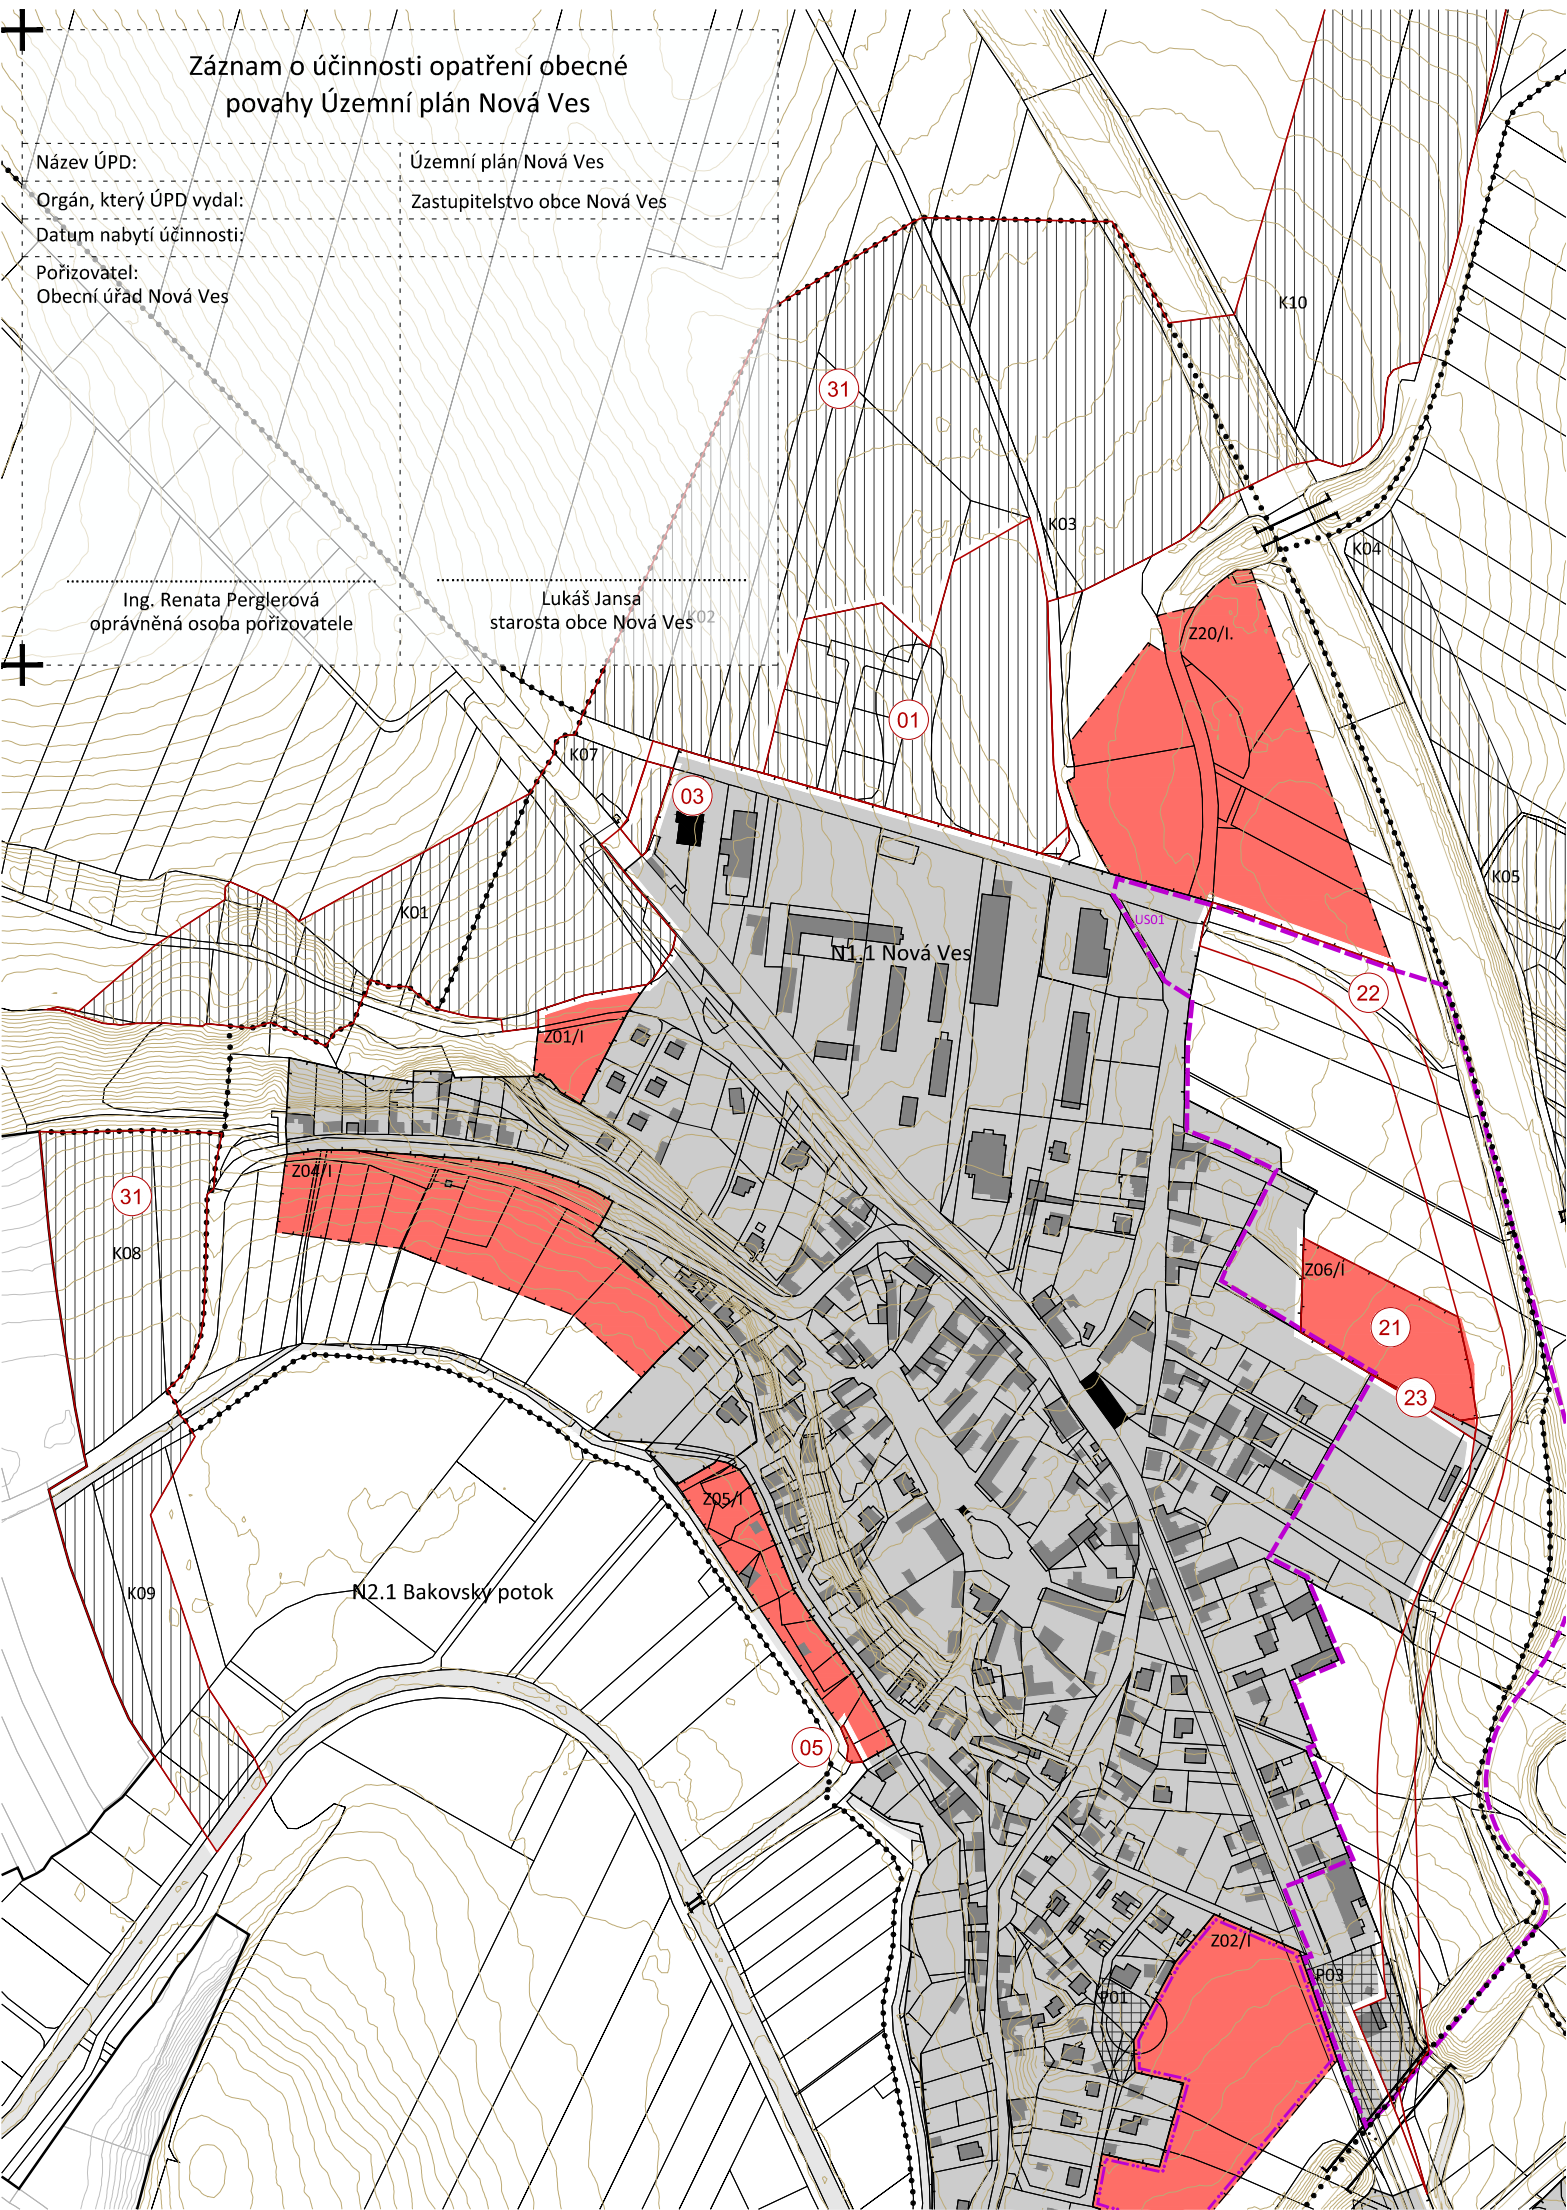 Záznam o účinnosti opatření obecné
povahy Územní plán Nová Ves
Název ÚPD:
Územní plán Nová Ves
Orgán, který ÚPD vydal:
Zastupitelstvo obce Nová Ves
Datum nabytí účinnosti:
Pořizovatel:
Obecní úřad Nová Ves
Ing. Renata Perglerová
oprávněná osoba pořizovatele
Lukáš Jansa
starosta obce Nová Ves
K02
K10
31
K03
K04
Z20/I.
01
K07
03
K05
K01
US01
N1.1 Nová Ves
22
Z01/I
Z04/I
31
K08
Z06/I
21
23
Z05/I
K09
N2.1 Bakovský potok
05
Z02/I
P03
P01